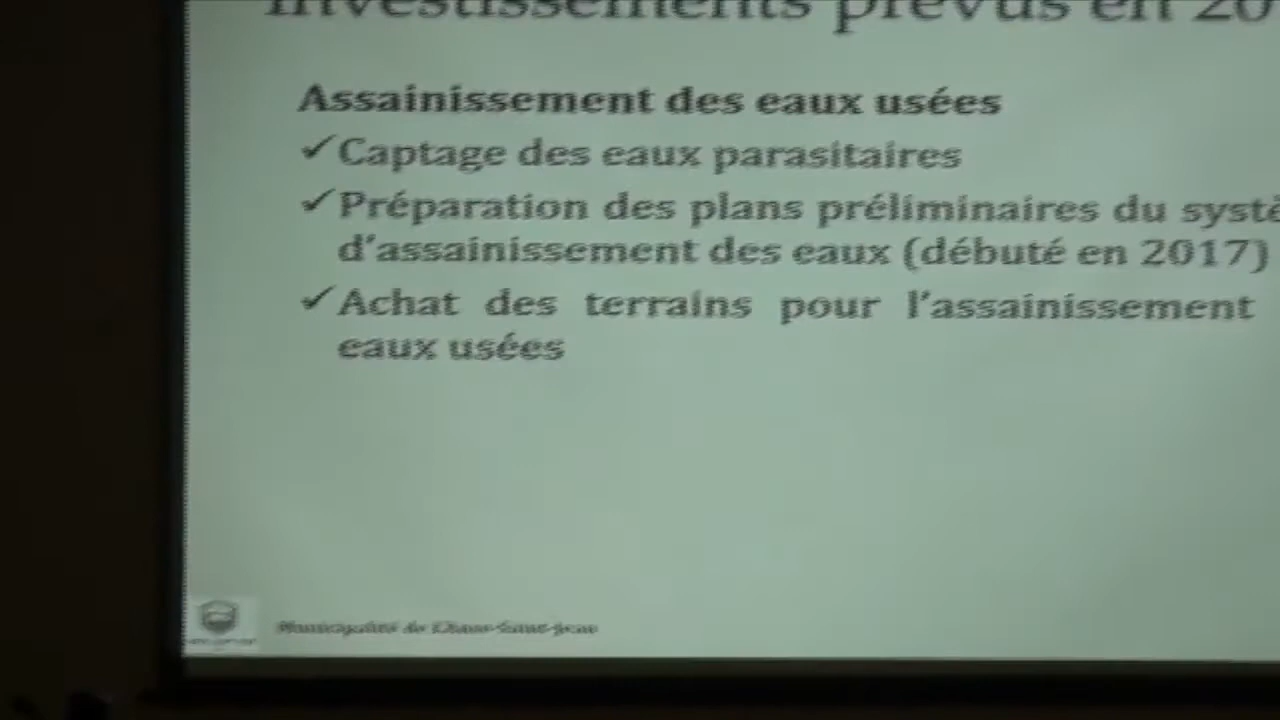 Investissements prévus en 20
Assainissement des eaux usées
✓Captage des eaux parasitaires
✓Préparation des plans préliminaires du systè
d'assainissement des eaux (débuté en 2017)
✓Achat des terrains pour l'assainissement
eaux usées
Municipalité de L'Anse-Saint-Jean